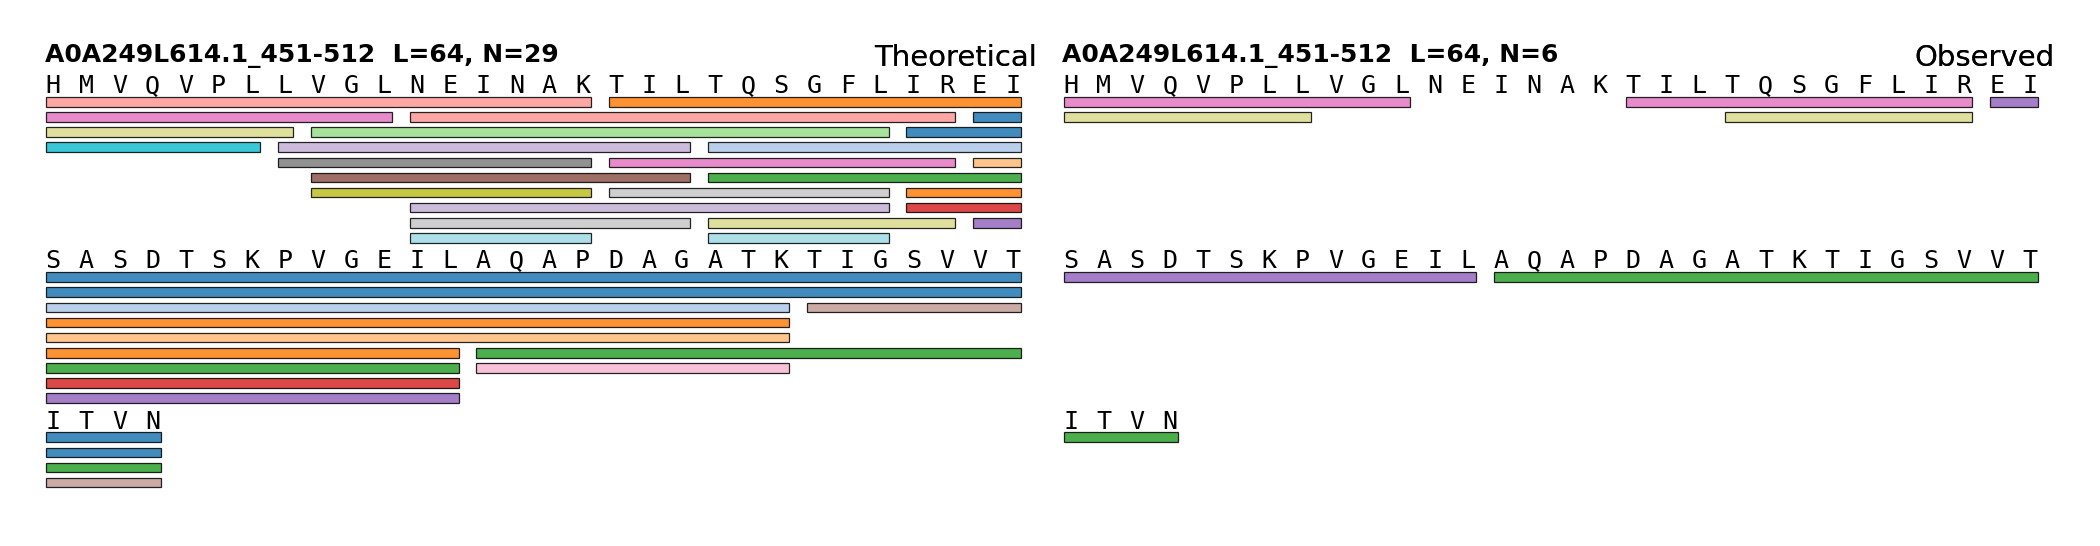 A0A249L614.1_451-512 L=64, N=29 Theoretical
H M V Q V P L L V G L N E I N A K T I L T Q S G F L I R E I
S A S D T S K P V G E I L A Q A P D A G A T K T I G S V V T
I T V N
A0A249L614.1_451-512 L=64, N=6 Observed
H M V Q V P L L V G L N E I N A K T I L T Q S G F L I R E I
S A S D T S K P V G E I L A Q A P D A G A T K T I G S V V T
I T V N